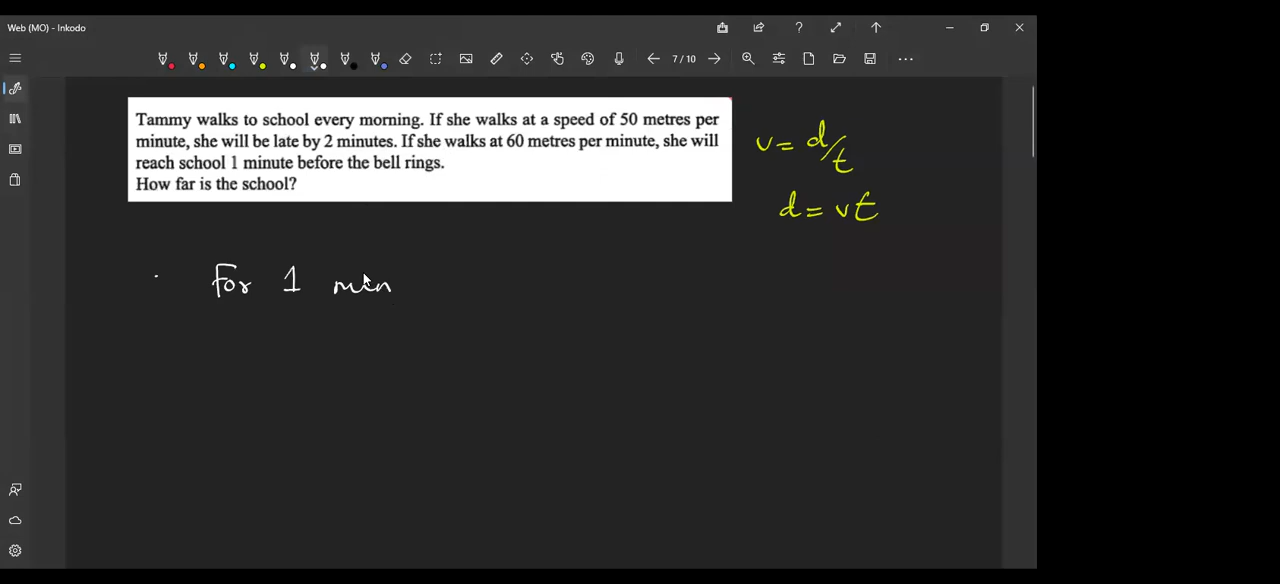 Web (MO) - Inkodo
7 / 10
Tammy walks to school every morning. If she walks at a speed of 50 metres per
minute, she will be late by 2 minutes. If she walks at 60 metres per minute, she will
reach school 1 minute before the bell rings.
How far is the school?
v = d/t
d = vt
For 1 min